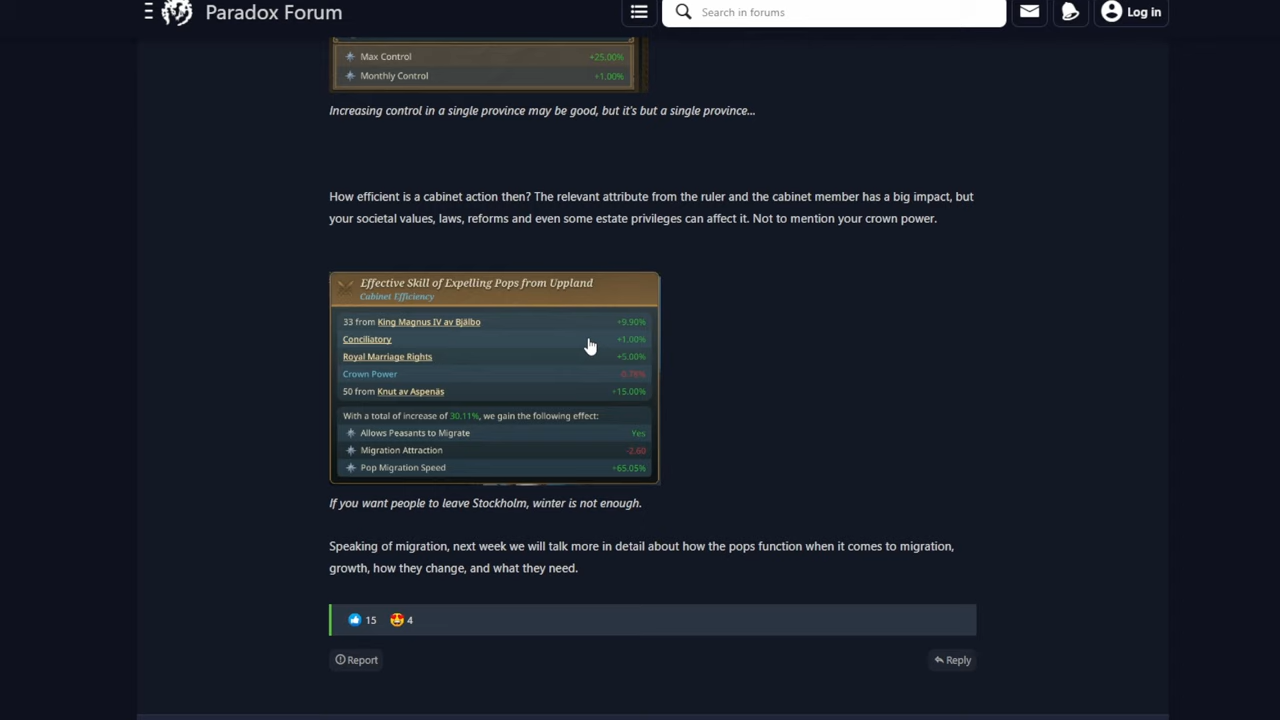 Paradox Forum
Search in forums
Log in
Max Control +25.00%
Monthly Control +1.00%
Increasing control in a single province may be good, but it's but a single province...
How efficient is a cabinet action then? The relevant attribute from the ruler and the cabinet member has a big impact, but
your societal values, laws, reforms and even some estate privileges can affect it. Not to mention your crown power.
Effective Skill of Expelling Pops from Uppland
Cabinet Efficiency
33 from King Magnus IV av Bjälbo +9.90%
Conciliatory +1.00%
Royal Marriage Rights +5.00%
Crown Power
50 from Knut av Aspenäs +15.00%
With a total of increase of 30.11%, we gain the following effect:
Allows Peasants to Migrate Yes
Migration Attraction -2.60
Pop Migration Speed +65.05%
If you want people to leave Stockholm, winter is not enough.
Speaking of migration, next week we will talk more in detail about how the pops function when it comes to migration,
growth, how they change, and what they need.
15 4
Report
Reply